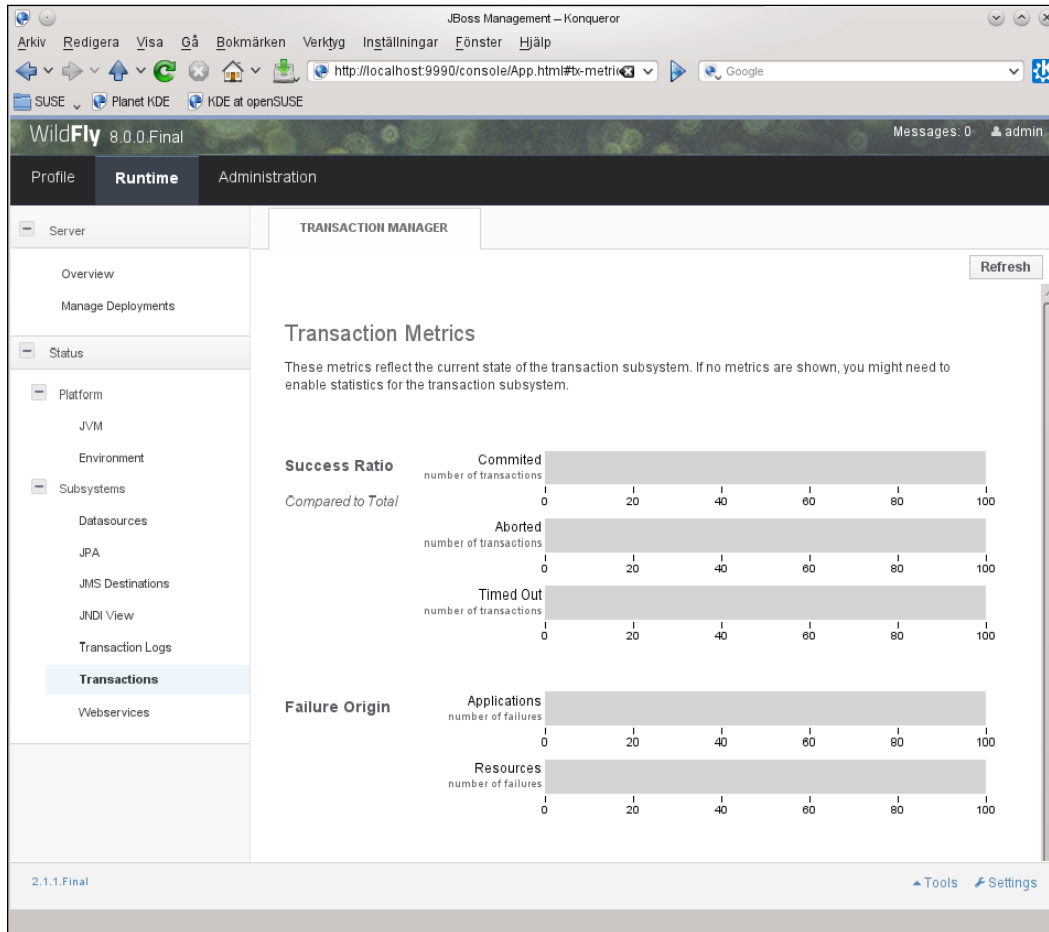 JBoss Management – Konqueror
Arkiv Redigera Visa Gå Bokmärken Verktyg Inställningar Fönster Hjälp
http://localhost:9990/console/App.html#tx-metric Google
SUSE Planet KDE KDE at openSUSE
WildFly 8.0.0.Final Messages: 0 admin
Profile Runtime Administration
Server
Overview
Manage Deployments
Status
Platform
JVM
Environment
Subsystems
Datasources
JPA
JMS Destinations
JNDI View
Transaction Logs
Transactions
Webservices
TRANSACTION MANAGER
Refresh
Transaction Metrics
These metrics reflect the current state of the transaction subsystem. If no metrics are shown, you might need to
enable statistics for the transaction subsystem.
Success Ratio
Compared to Total
Commited
number of transactions
0 20 40 60 80 100
Aborted
number of transactions
0 20 40 60 80 100
Timed Out
number of transactions
0 20 40 60 80 100
Failure Origin
Applications
number of failures
0 20 40 60 80 100
Resources
number of failures
0 20 40 60 80 100
2.1.1.Final Tools Settings